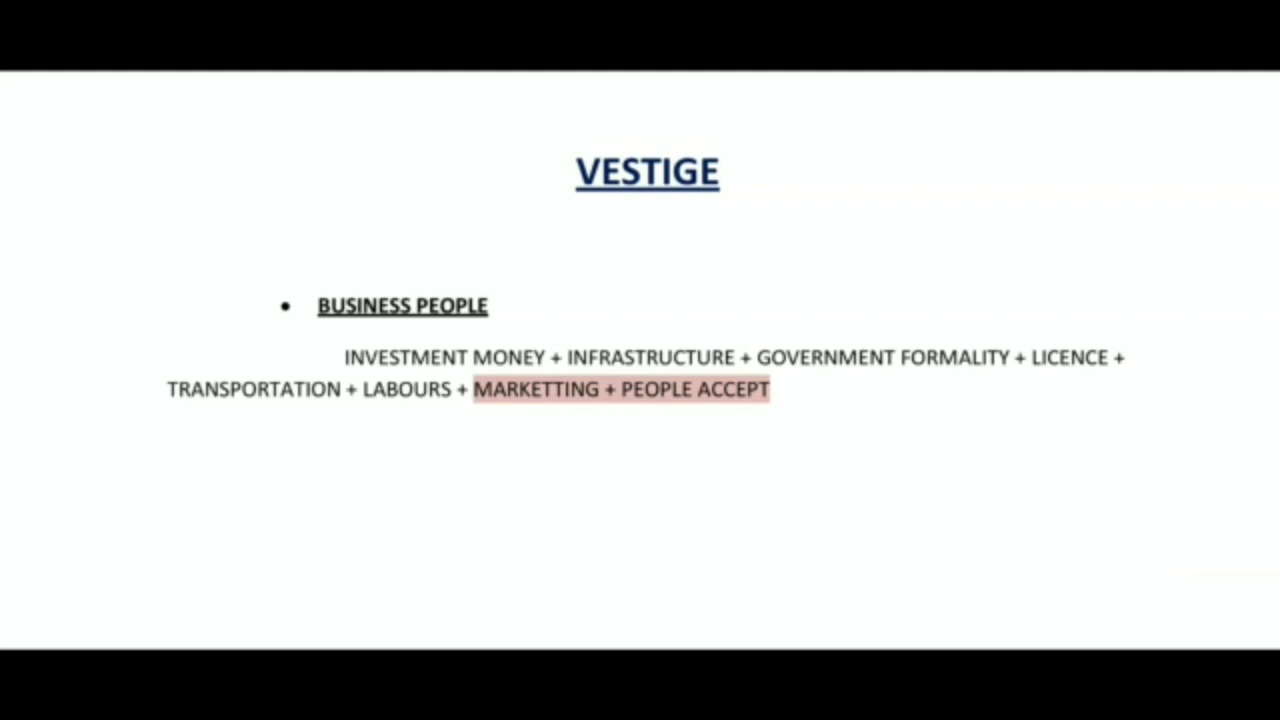 VESTIGE
• BUSINESS PEOPLE
INVESTMENT MONEY + INFRASTRUCTURE + GOVERNMENT FORMALITY + LICENCE +
TRANSPORTATION + LABOURS + MARKETTING + PEOPLE ACCEPT